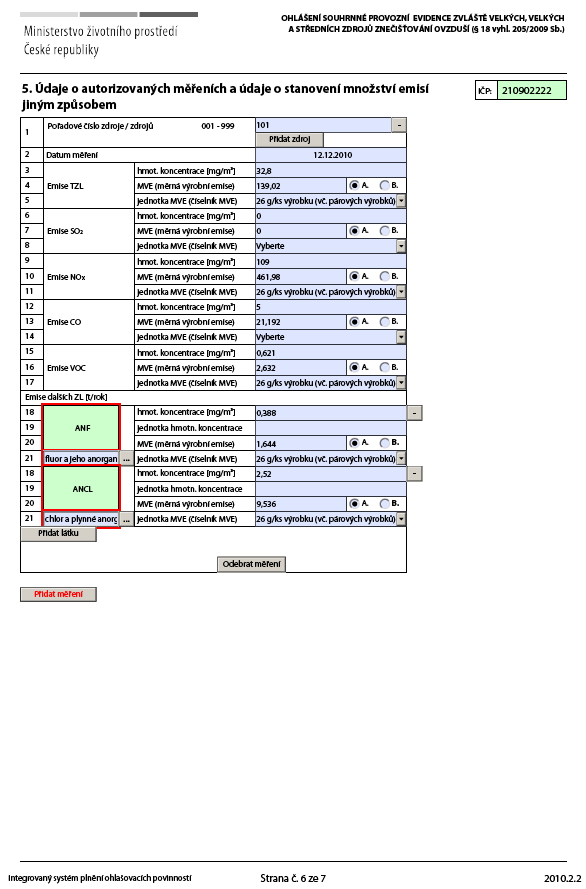 Ministerstvo životního prostředí
České republiky
OHLÁŠENÍ SOUHRNNÉ PROVOZNÍ EVIDENCE ZVLÁŠTĚ VELKÝCH, VELKÝCH
A STŘEDNÍCH ZDROJŮ ZNEČIŠŤOVÁNÍ OVZDUŠÍ (§ 18 vyhl. 205/2009 Sb.)
5. Údaje o autorizovaných měřeních a údaje o stanovení množství emisí
jiným způsobem
IČP: 210902222
1 Pořadové číslo zdroje / zdrojů 001 - 999 101 -
Přidat zdroj
2 Datum měření 12.12.2010
3 hmot. koncentrace [mg/m³] 32,8
4 Emise TZL MVE (měrná výrobní emise) 139,02 A. B.
5 jednotka MVE (číselník MVE) 26 g/ks výrobku (vč. párových výrobků)
6 hmot. koncentrace [mg/m³] 0
7 Emise SO₂ MVE (měrná výrobní emise) 0 A. B.
8 jednotka MVE (číselník MVE) Vyberte
9 hmot. koncentrace [mg/m³] 109
10 Emise NOx MVE (měrná výrobní emise) 461,98 A. B.
11 jednotka MVE (číselník MVE) 26 g/ks výrobku (vč. párových výrobků)
12 hmot. koncentrace [mg/m³] 5
13 Emise CO MVE (měrná výrobní emise) 21,192 A. B.
14 jednotka MVE (číselník MVE) Vyberte
15 hmot. koncentrace [mg/m³] 0,621
16 Emise VOC MVE (měrná výrobní emise) 2,632 A. B.
17 jednotka MVE (číselník MVE) 26 g/ks výrobku (vč. párových výrobků)
Emise dalších ZL [t/rok]
18 hmot. koncentrace [mg/m³] 0,388 -
19 ANF jednotka hmotn. koncentrace
20 MVE (měrná výrobní emise) 1,644 A. B.
21 fluor a jeho anorgan ... jednotka MVE (číselník MVE) 26 g/ks výrobku (vč. párových výrobků)
18 hmot. koncentrace [mg/m³] 2,52 -
19 ANCL jednotka hmotn. koncentrace
20 MVE (měrná výrobní emise) 9,536 A. B.
21 chlor a plynné anorg ... jednotka MVE (číselník MVE) 26 g/ks výrobku (vč. párových výrobků)
Přidat látku
Odebrat měření
Přidat měření
Integrovaný systém plnění ohlašovacích povinností
Strana č. 6 ze 7
2010.2.2